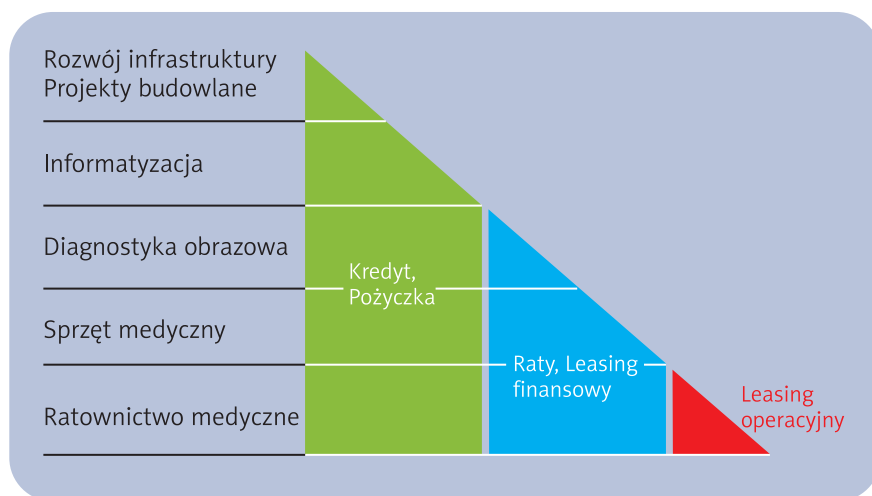 Rozwój infrastruktury
Projekty budowlane
Informatyzacja
Diagnostyka obrazowa
Kredyt,
Pożyczka
Sprzęt medyczny
Raty, Leasing
finansowy
Leasing
operacyjny
Ratownictwo medyczne